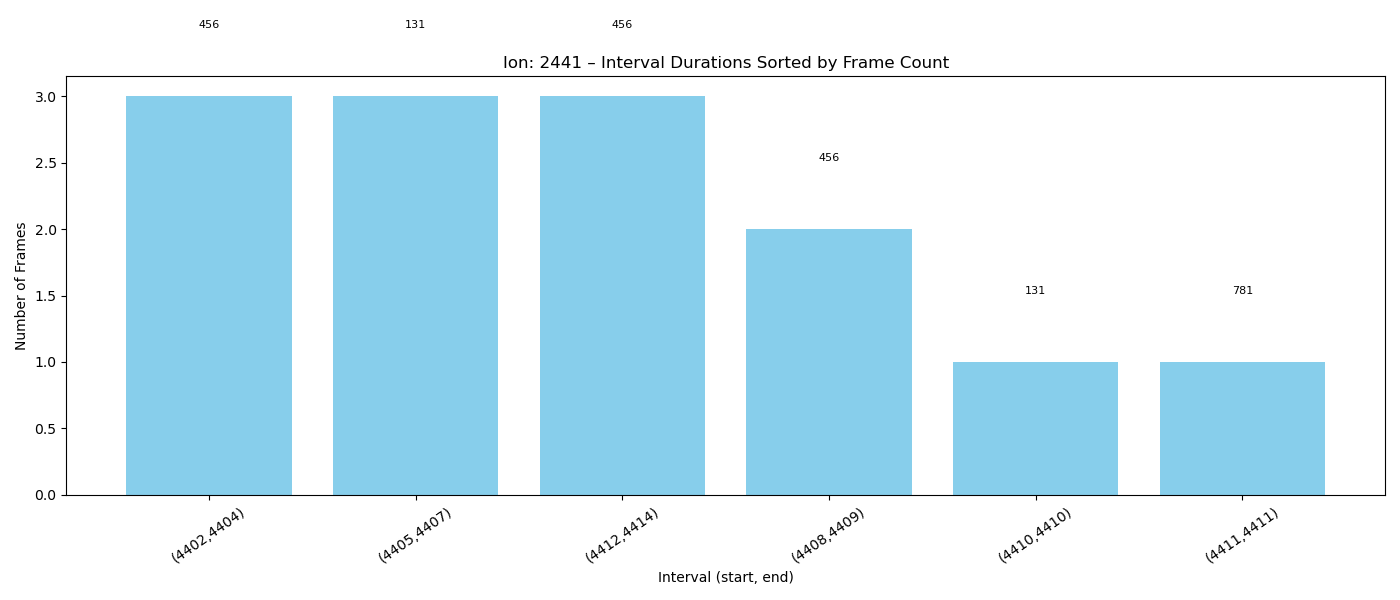 456 131 456
Ion: 2441 – Interval Durations Sorted by Frame Count
3.0
2.5
2.0
1.5
1.0
0.5
0.0
Number of Frames
456
131 781
(4402,4404) (4405,4407) (4412,4414) (4408,4409) (4410,4410) (4411,4411)
Interval (start, end)